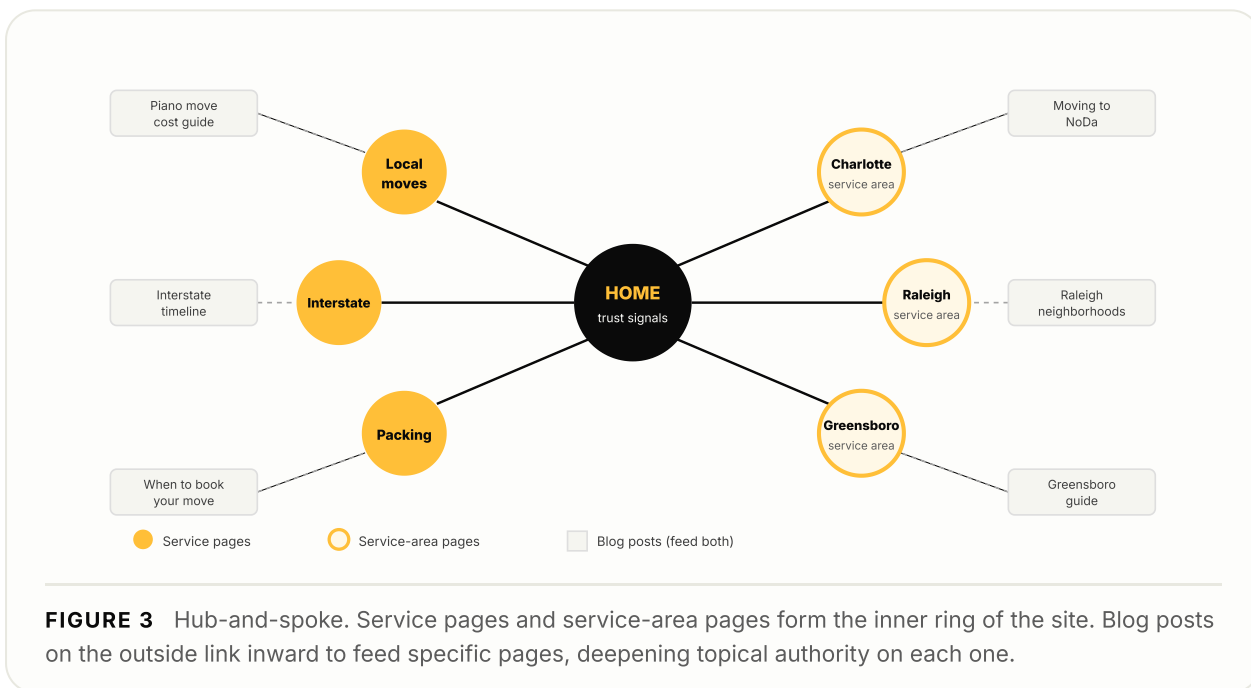 Piano move
cost guide
Moving to
NoDa
Local
moves
Charlotte
service area
HOME
trust signals
Interstate
timeline
Interstate
Raleigh
service area
Raleigh
neighborhoods
Packing
Greensboro
service area
When to book
your move
Greensboro
guide
Service pages
Service-area pages
Blog posts (feed both)
FIGURE 3 Hub-and-spoke. Service pages and service-area pages form the inner ring of the site. Blog posts
on the outside link inward to feed specific pages, deepening topical authority on each one.